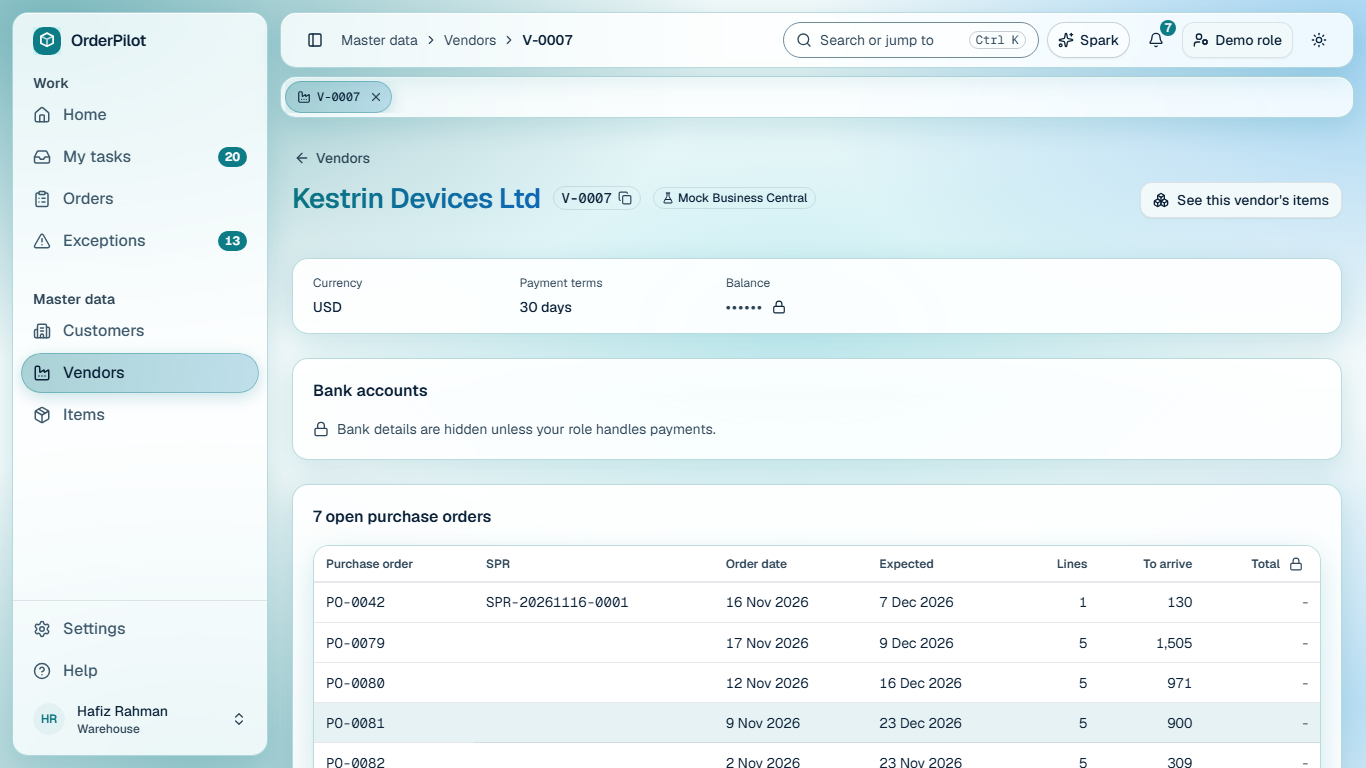 OrderPilot
Work
Home
My tasks 20
Orders
Exceptions 13
Master data
Customers
Vendors
Items
Settings
Help
HR Hafiz Rahman
Warehouse
Master data > Vendors > V-0007
Search or jump to Ctrl K
Spark
7
Demo role
V-0007
Vendors
Kestrin Devices Ltd V-0007 Mock Business Central
See this vendor's items
Currency Payment terms Balance
USD 30 days ••••••
Bank accounts
Bank details are hidden unless your role handles payments.
7 open purchase orders
Purchase order SPR Order date Expected Lines To arrive Total
PO-0042 SPR-20261116-0001 16 Nov 2026 7 Dec 2026 1 130 -
PO-0079 17 Nov 2026 9 Dec 2026 5 1,505 -
PO-0080 12 Nov 2026 16 Dec 2026 5 971 -
PO-0081 9 Nov 2026 23 Dec 2026 5 900 -
PO-0082 2 Nov 2026 23 Nov 2026 5 309 -